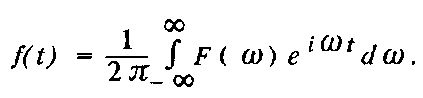 f(t) = 1/2π ∫_{-∞}^{∞} F(ω) e^{iωt} dω.